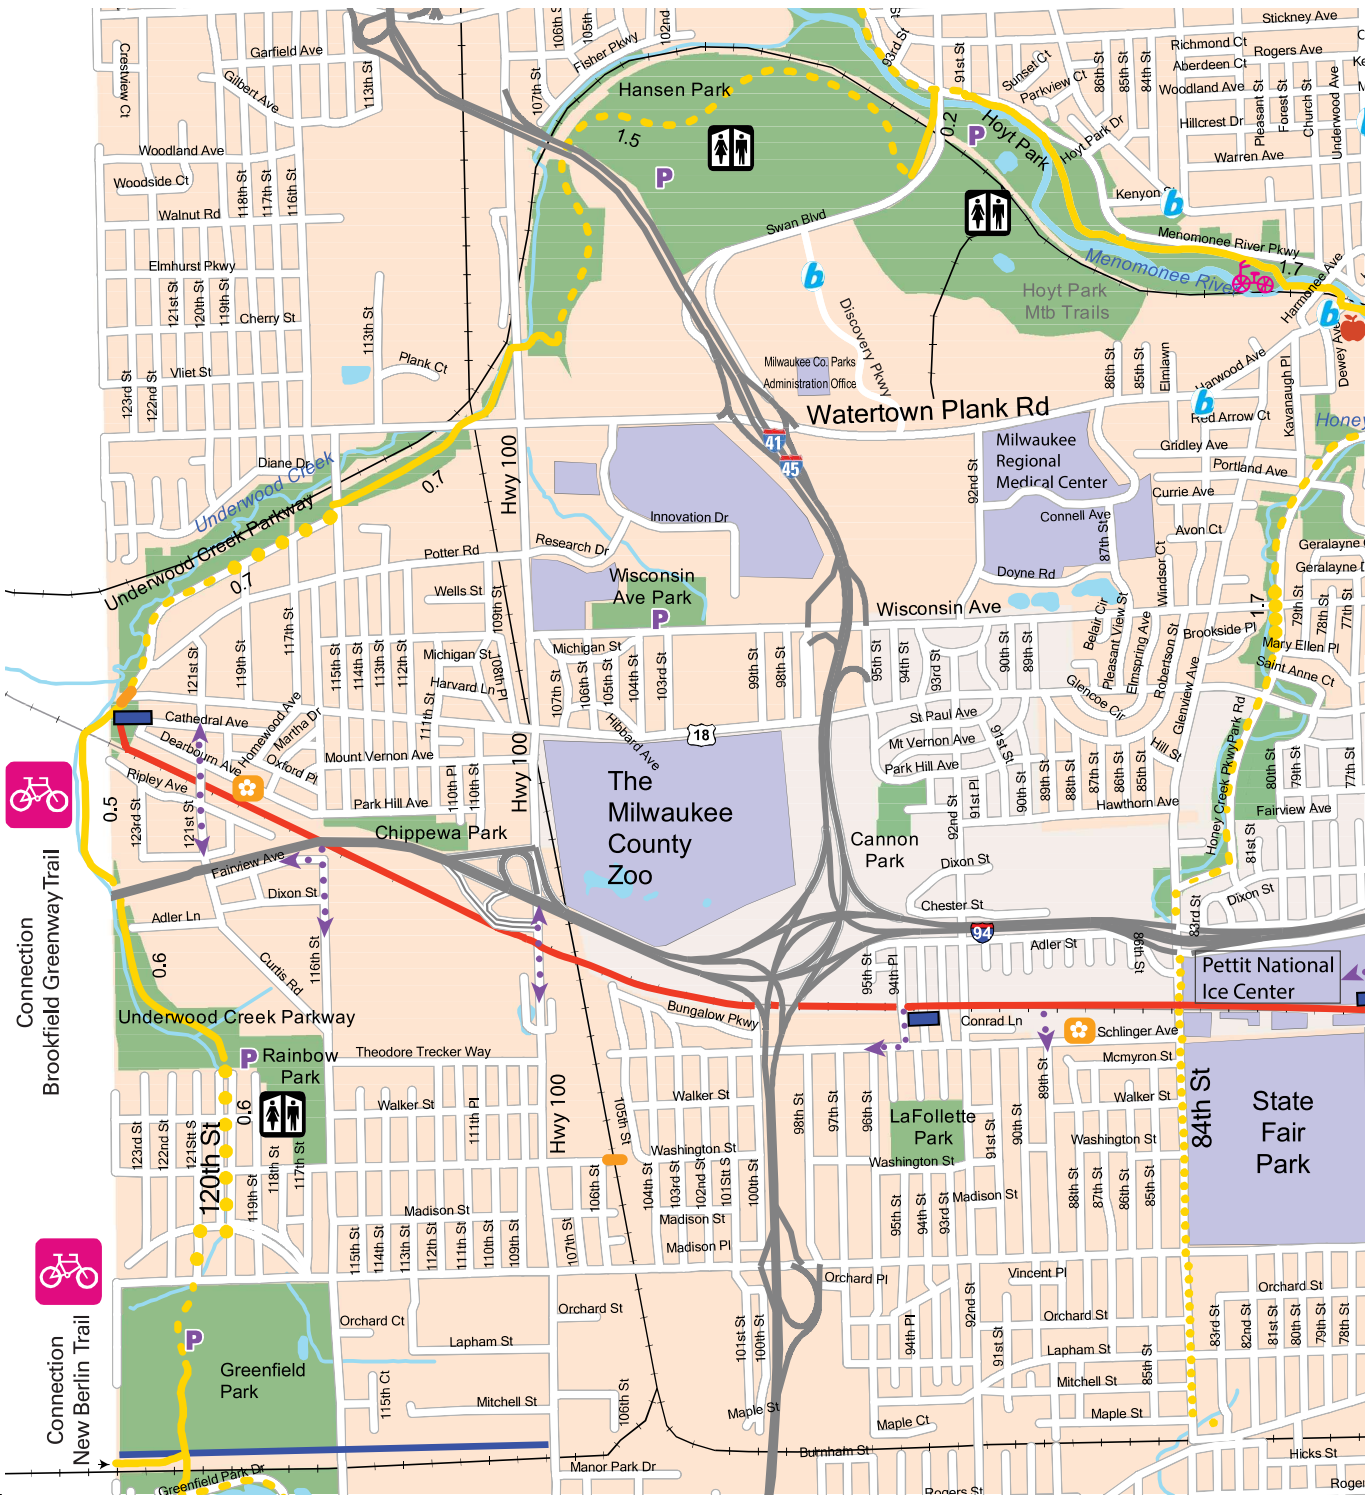 Stickney Ave
Garfield Ave
Crestview Ct
Gilbert Ave
113th St
106th S
105th
Fisher Pkwy
102nd
93rd St
91st St
Sunset Ct
Parkview Ct
86th St
85th St
84th St
Richmond Ct
Rogers Ave
Aberdeen Ct
Woodland Ave
Pleasant St
Forest St
Church St
Underwood Ave
Hansen Park
107th St
1.5
0.2
P
Hoyt Park
Hoyt Park Dr
Hillcrest Dr
Warren Ave
Woodland Ave
Woodside Ct
118th St
117th St
116th St
Walnut Rd
P
Swan Blvd
Kenyon S
b
Menomonee River Pkwy
Menomonee Rive
1.7
Harmonee Ave
Elmhurst Pkwy
121st St
120th St
119th St
Cherry St
113th St
b
Discovery Pkwy
Hoyt Park
Mtb Trails
b
Dewey Ave
Plank Ct
Vliet St
123rd St
122nd St
Milwaukee Co. Parks
Administration Office
86th St
85th St
Elmlawn
Harwood Ave
Kavanaugh Pl
b
Red Arrow Ct
Honey
Watertown Plank Rd
41
45
Hwy 100
Diane Dr
Underwood Creek
0.7
Milwaukee
Regional
Medical Center
92nd St
Gridley Ave
Portland Ave
Currie Ave
Connell Ave
87th St
Avon Ct
Innovation Dr
Underwood Creek Parkway
0.7
Potter Rd
Research Dr
Geralayne
Geralayne
Doyne Rd
Windsor Ct
Wisconsin
Ave Park
P
Wells St
109th St
Wisconsin Ave
1.7
79th St
78th St
77th St
Belair Cir
Pleasant View St
Elmspring Ave
Robertson St
Glenview Ave
Brookside Pl
Mary Ellen Pl
Saint Anne Ct
117th St
121st St
119th St
115th St
114th St
113th St
112th St
Michigan St
Michigan St
109th Pl
Harvard Ln
111th St
107th St
106th St
105th St
104th St
103rd St
99th St
98th St
95th St
94th St
93rd St
90th St
89th St
Glencoe Cir
Cathedral Ave
Homewood Ave
Martha Dr
Dearbourn Ave
Oxford Pl
Ripley Ave
Mount Vernon Ave
Hibbard Ave
18
St Paul Ave
Mt Vernon Ave
Park Hill Ave
91st St
Hill St
Honey Creek Pkwy
Park Rd
80th St
79th St
77th St
0.5
123rd St
121st St
Park Hill Ave
110th Pl
110th St
Hwy 100
The
Milwaukee
County
Zoo
92nd St
91st Pl
90th St
89th St
88th St
87th St
86th St
85th St
Hawthorn Ave
Fairview Ave
81st St
Chippewa Park
Cannon
Park
Fairview Ave
Dixon St
Dixon St
Dixon St
Chester St
Adler Ln
94
Adler St
86th St
83rd St
Connection
Brookfield Greenway Trail
0.6
Curtis Rd
116th St
95th St
94th Pl
Pettit National
Ice Center
Underwood Creek Parkway
Bungalow Pkwy
Conrad Ln
Schlinger Ave
P
Rainbow
Park
Theodore Trecker Way
Mcmyron St
89th St
0.6
Walker St
111th Pl
Hwy 100
105th St
Walker St
98th St
97th St
96th St
LaFollette
Park
Walker St
84th St
State
Fair
Park
123rd St
122nd St
121Stt S
120th St
119th St
118th St
117th St
Washington St
Washington St
91st St
90th St
Washington St
106th St
104th St
103rd St
102nd St
101Stt S
100th St
Madison St
Madison St
Madison Pl
95th St
94th St
93rd St
Madison St
88th St
87th St
86th St
85th St
115th St
114th St
113th St
112th St
111th St
110th St
109th St
107th St
Connection
New Berlin Trail
P
Greenfield
Park
Orchard Ct
Lapham St
Orchard St
Orchard Pl
Vincent Pl
Orchard St
Orchard St
101st St
100th St
94th Pl
92nd St
91st St
Lapham St
85th St
83rd St
82nd St
81st St
80th St
79th St
78th St
115th Ct
Mitchell St
106th St
Maple St
Mitchell St
Maple Ct
Maple St
Burnham St
Hicks St
Manor Park Dr
Greenfield Park Dr
Rogers St
Roger